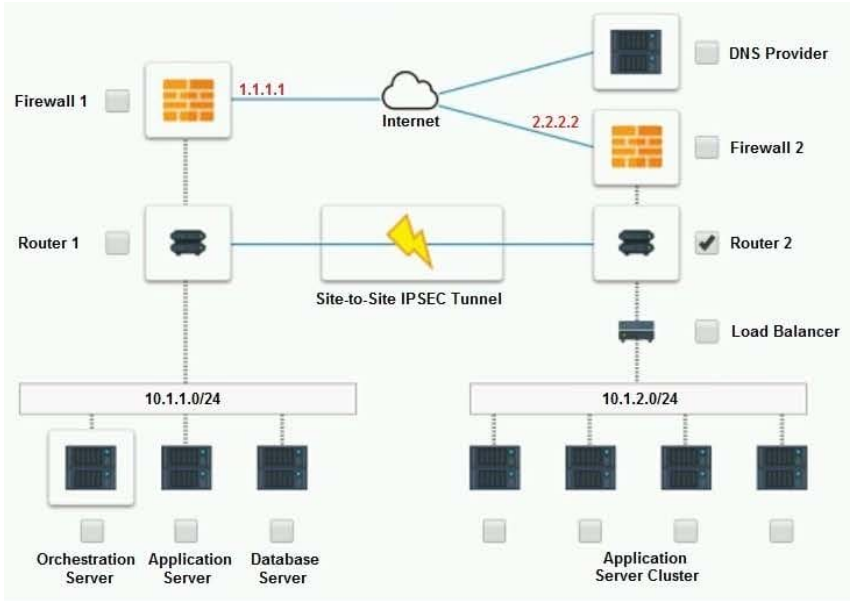 DNS Provider
Firewall 1
1.1.1.1
Internet
2.2.2.2
Firewall 2
Router 1
Router 2
Site-to-Site IPSEC Tunnel
Load Balancer
10.1.1.0/24
10.1.2.0/24
Orchestration
Server
Application
Server
Database
Server
Application
Server Cluster